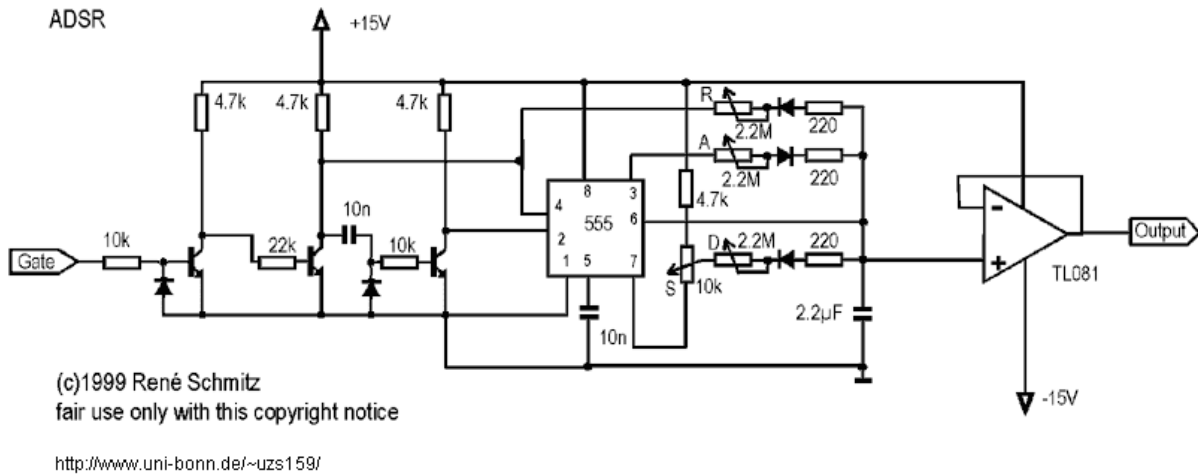 ADSR
+15V
4.7k 4.7k 4.7k
R
2.2M 220
A
2.2M 220
10n
4 8 3
4.7k
555 6
10k 22k 10k 2
D 2.2M 220
1 5 7
Gate
S 10k
Output
TL081
10n
2.2µF
-15V
(c)1999 René Schmitz
fair use only with this copyright notice
http://www.uni-bonn.de/~uzs159/
- +